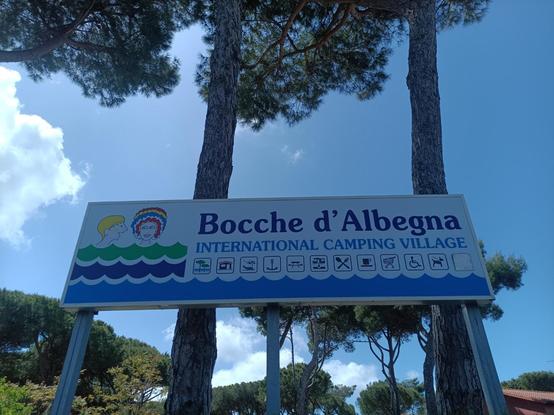 Bocche d'Albegna
INTERNATIONAL CAMPING VILLAGE